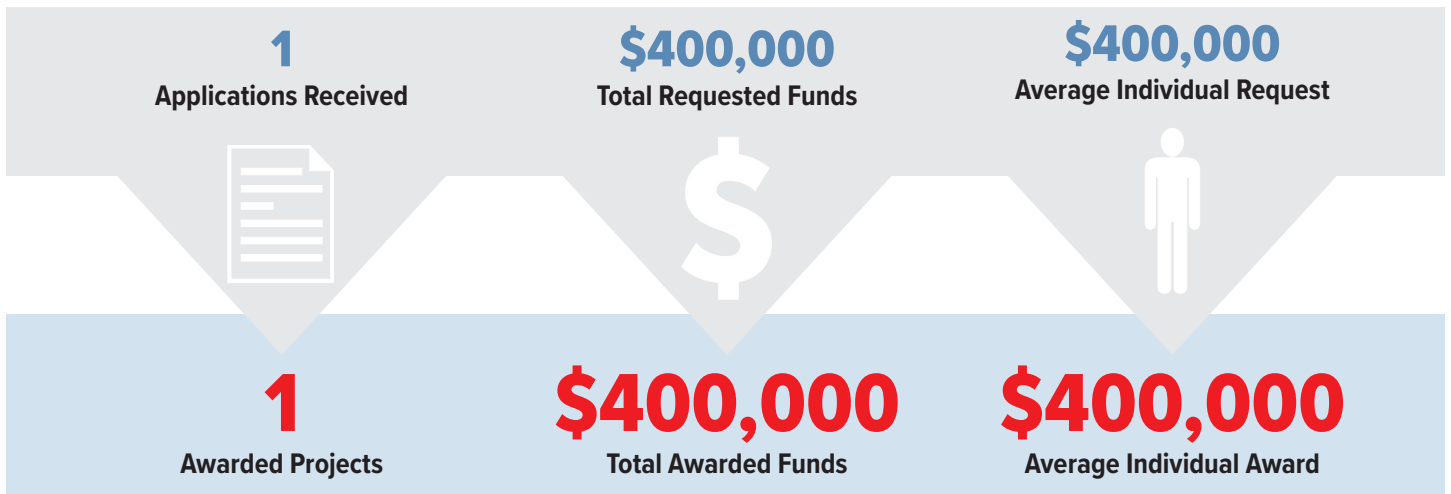 1
Applications Received
$400,000
Total Requested Funds
$400,000
Average Individual Request
$
1
Awarded Projects
$400,000
Total Awarded Funds
$400,000
Average Individual Award